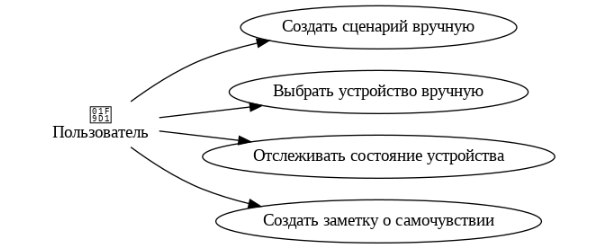 Создать сценарий вручную
Выбрать устройство вручную
Пользователь
Отслеживать состояние устройства
Создать заметку о самочувствии